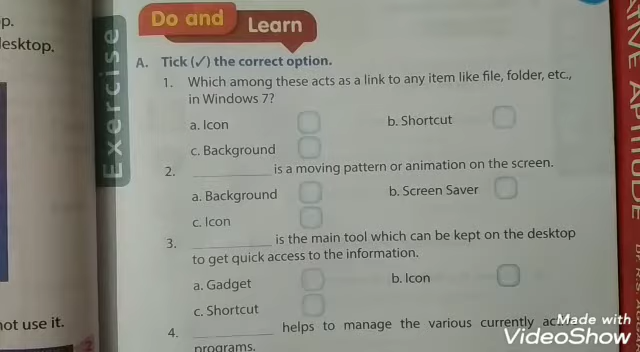 p.
esktop.
Exercise
Do and Learn
A. Tick (✓) the correct option.
1. Which among these acts as a link to any item like file, folder, etc.,
in Windows 7?
a. Icon
b. Shortcut
c. Background
2. __________ is a moving pattern or animation on the screen.
a. Background
b. Screen Saver
c. Icon
3. __________ is the main tool which can be kept on the desktop
to get quick access to the information.
a. Gadget
b. Icon
c. Shortcut
4. __________ helps to manage the various currently
programs.
not use it.
APTITUDE
Made with
VideoShow